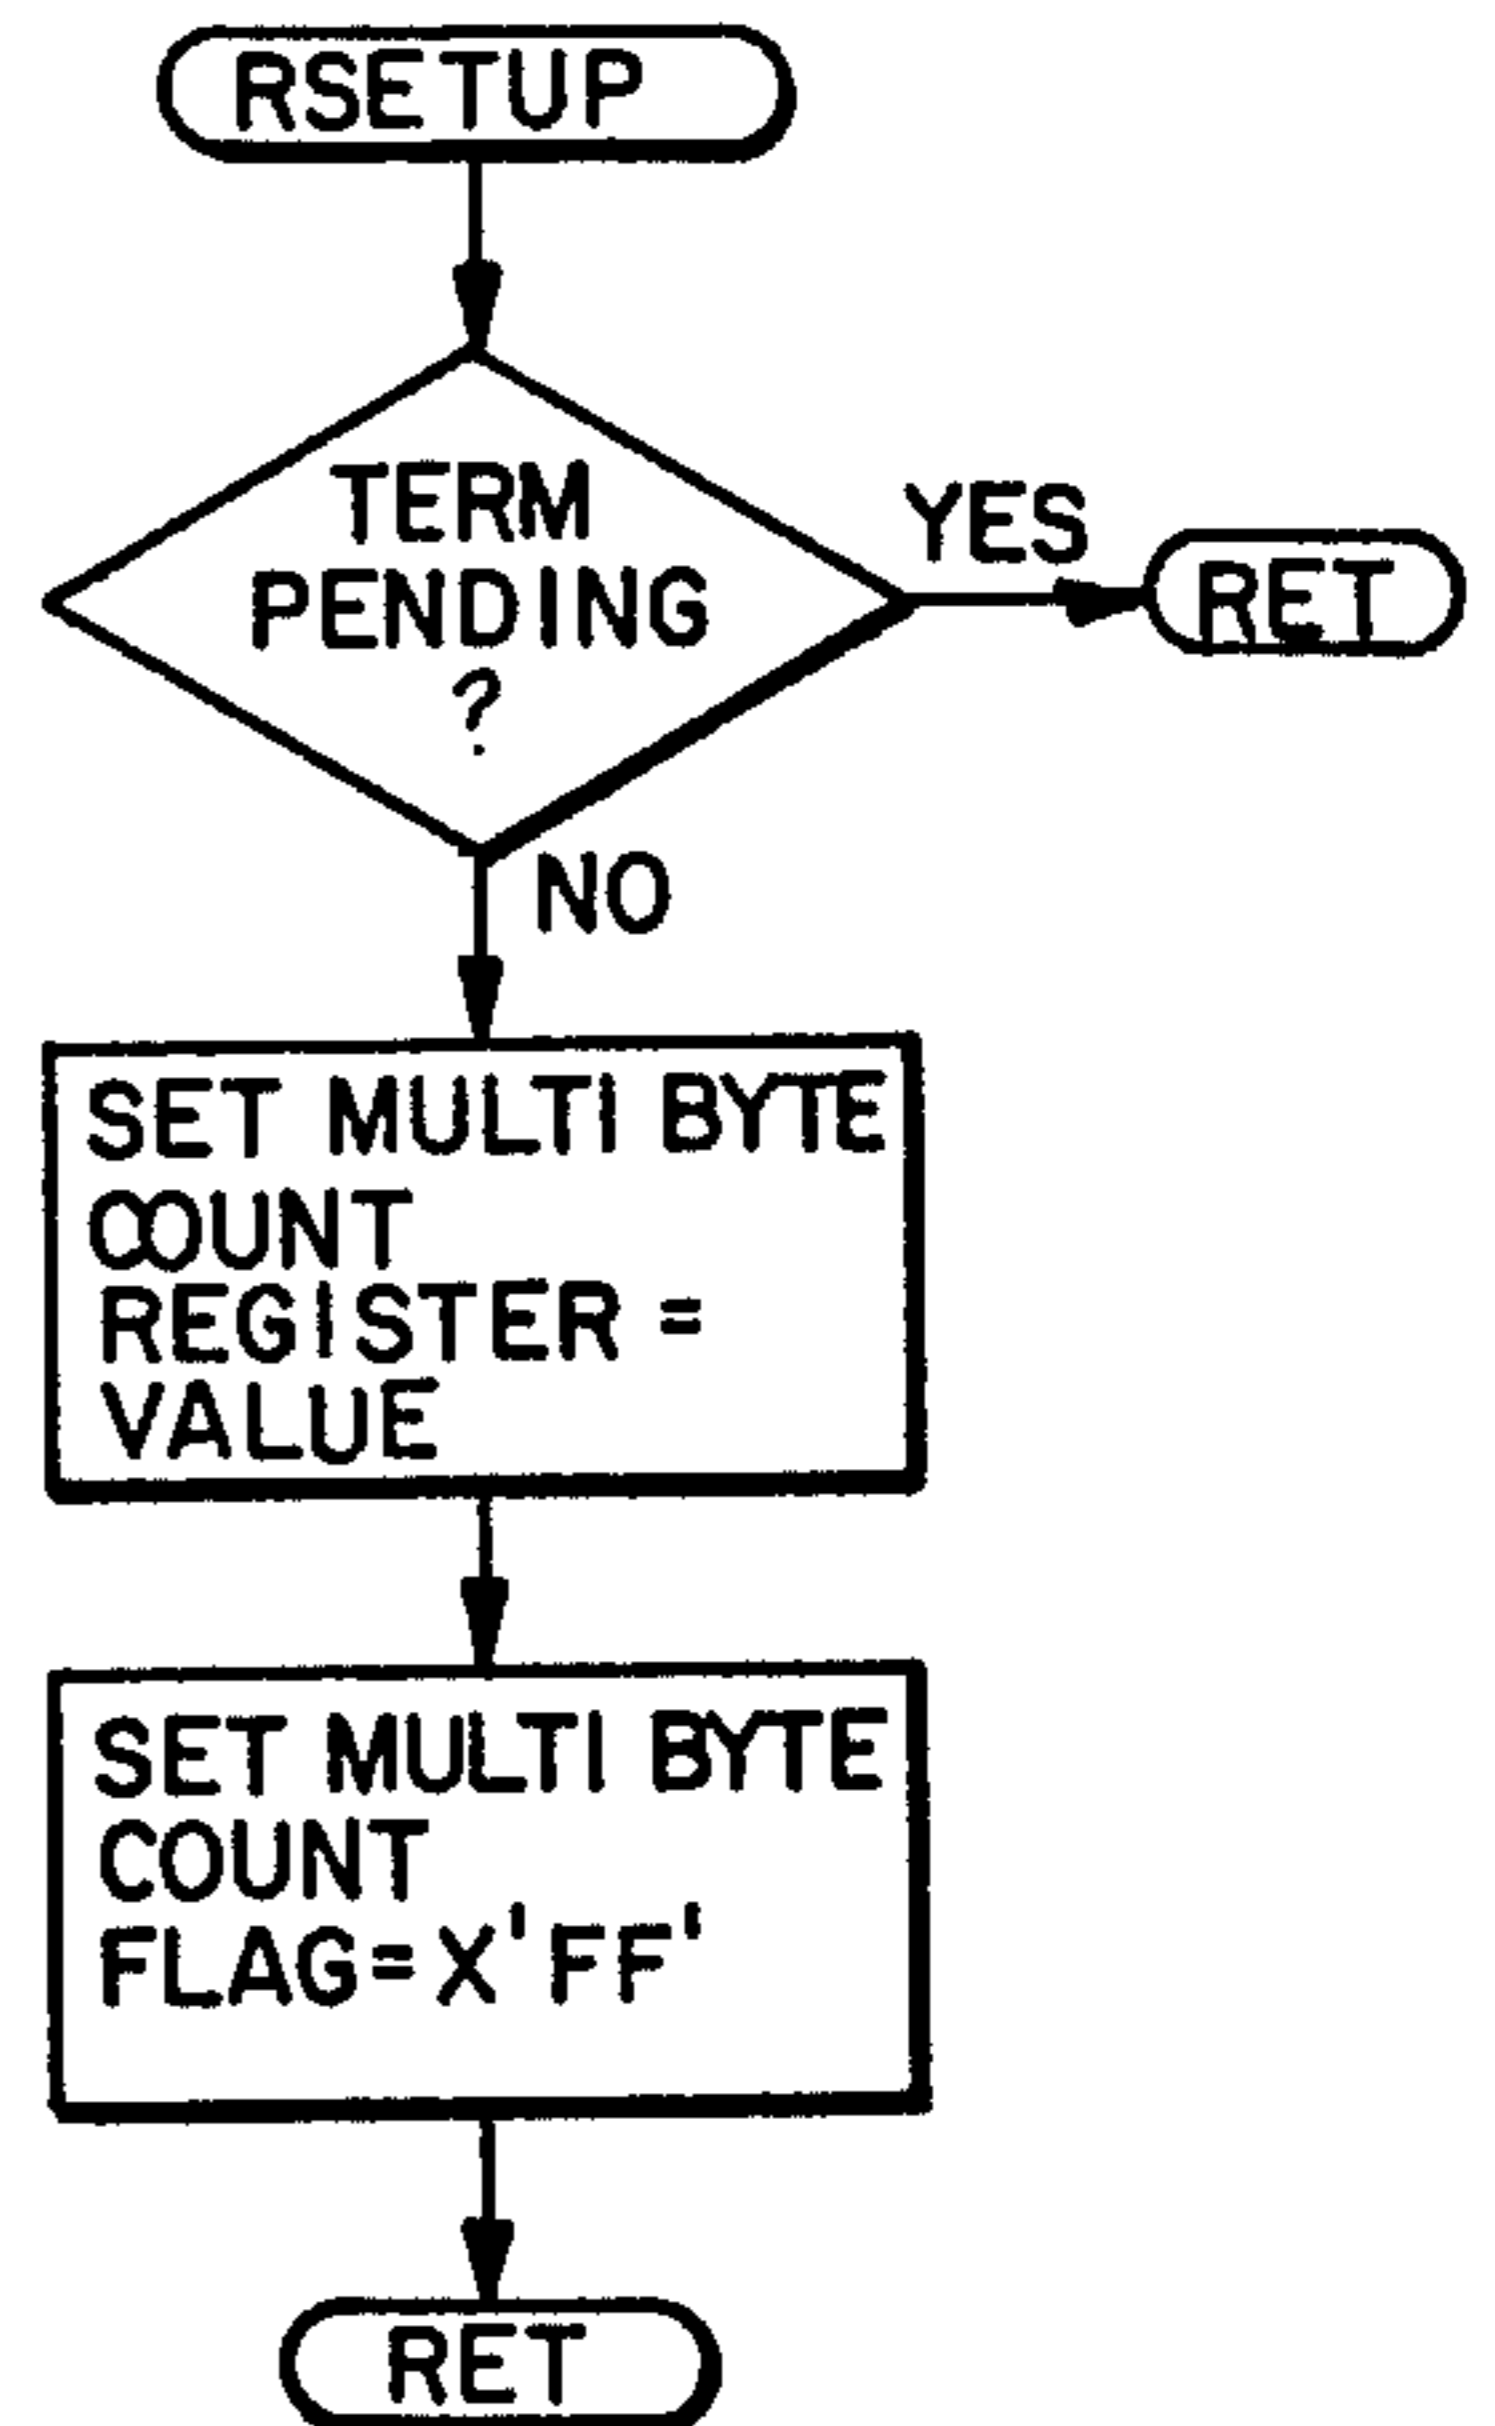 RSETUP
TERM
PENDING
?
YES
RET
NO
SET MULTI BYTE
COUNT
REGISTER =
VALUE
SET MULTI BYTE
COUNT
FLAG=X'FF'
RET